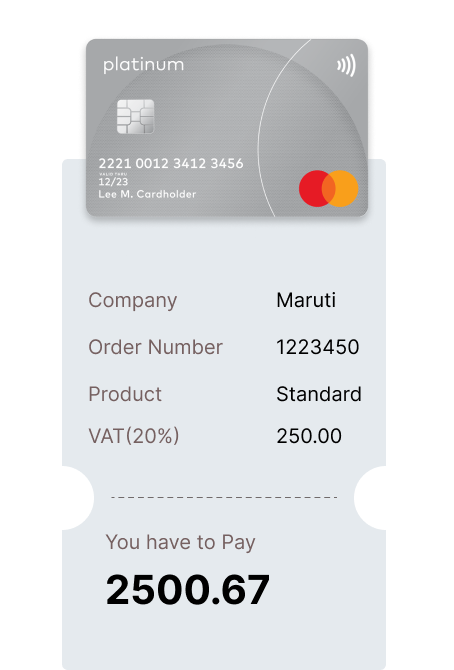 platinum
2221 0012 3412 3456
VALID THRU
12/23
Lee M. Cardholder
Company Maruti
Order Number 1223450
Product Standard
VAT(20%) 250.00
You have to Pay
2500.67